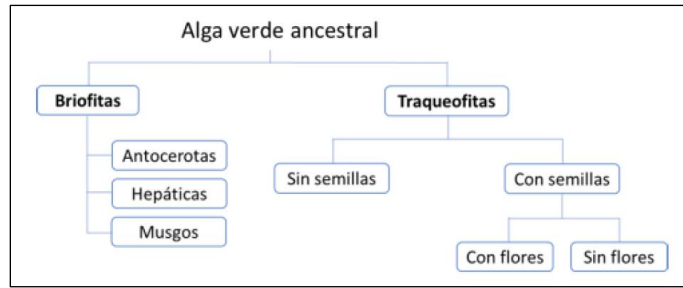 Alga verde ancestral
Briofitas
Traqueofitas
Antocerotas
Hepáticas
Musgos
Sin semillas
Con semillas
Con flores
Sin flores